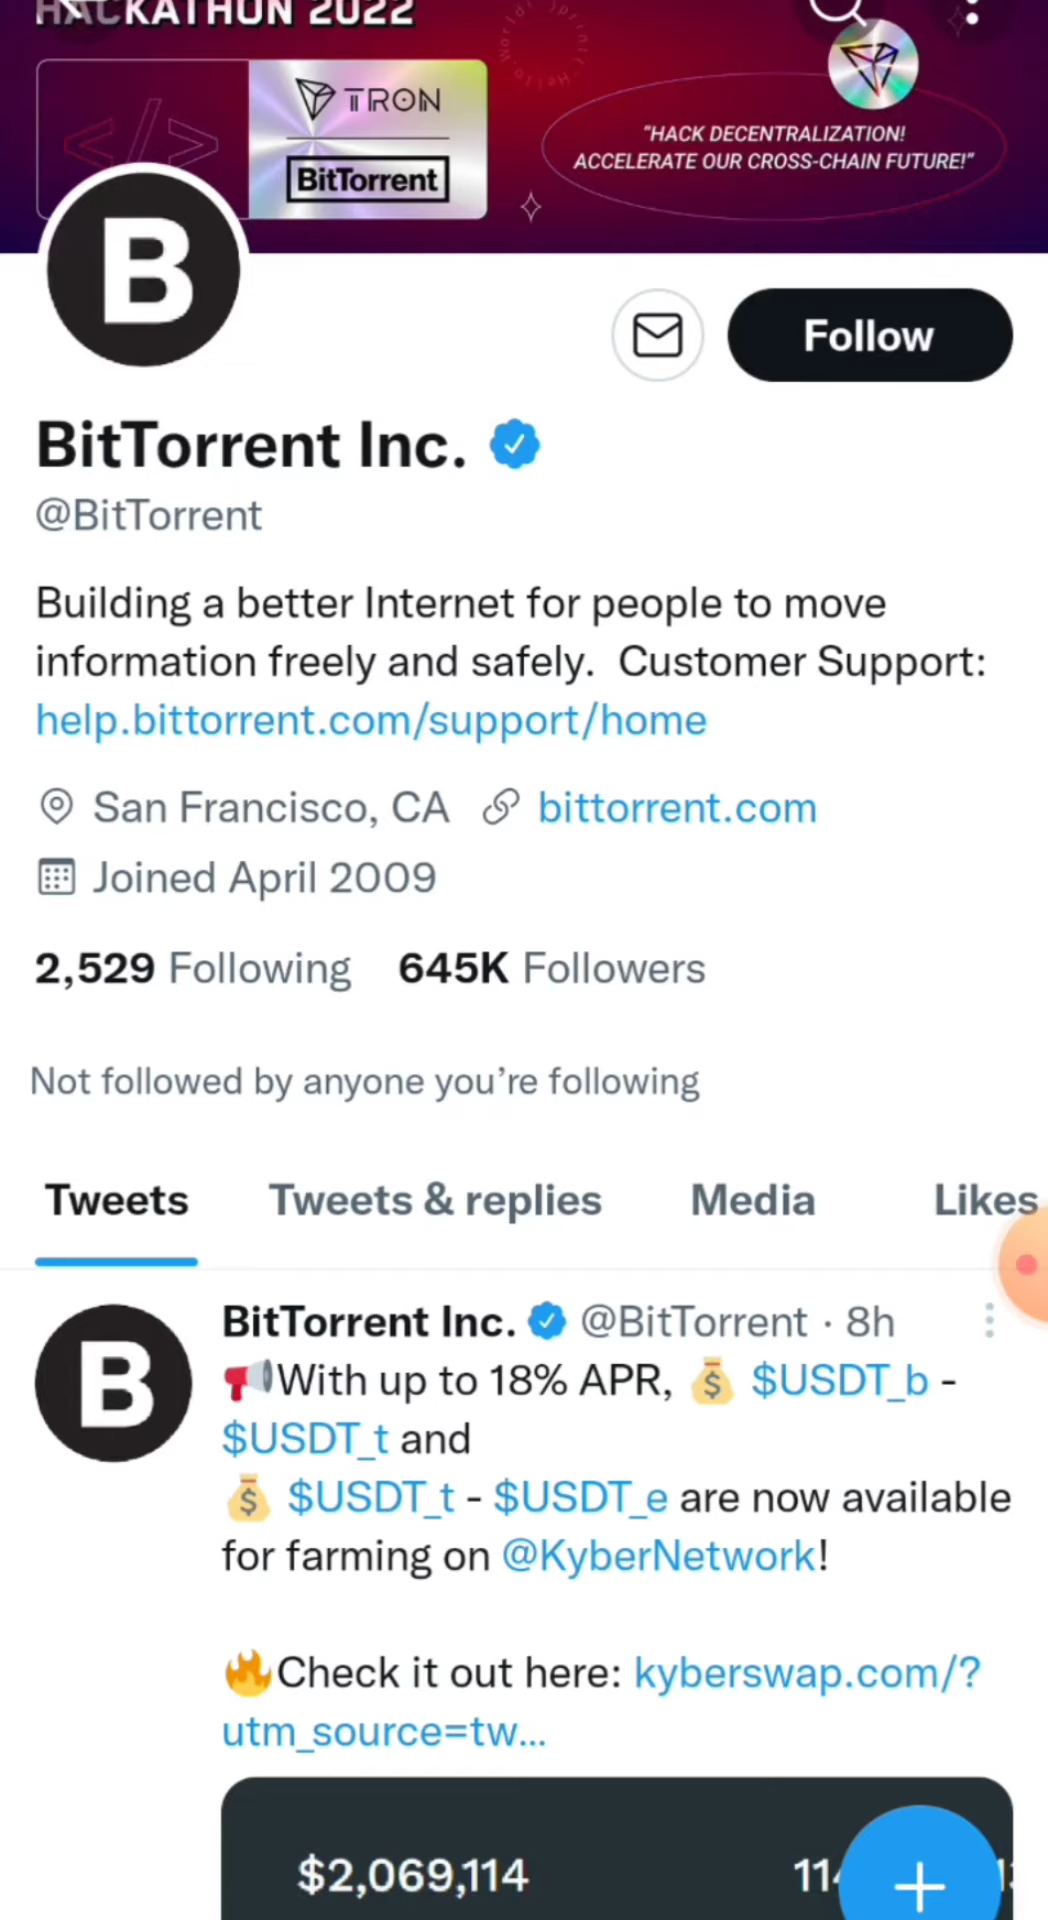 HACKATHON 2022
TRON
BitTorrent
"HACK DECENTRALIZATION!
ACCELERATE OUR CROSS-CHAIN FUTURE!"
B
Follow
BitTorrent Inc.
@BitTorrent
Building a better Internet for people to move
information freely and safely.  Customer Support:
help.bittorrent.com/support/home
San Francisco, CA bittorrent.com
Joined April 2009
2,529 Following 645K Followers
Not followed by anyone you're following
Tweets Tweets & replies Media Likes
B
BitTorrent Inc. @BitTorrent · 8h
📢With up to 18% APR, 💰 $USDT_b -
$USDT_t and
💰 $USDT_t - $USDT_e are now available
for farming on @KyberNetwork!
🔥Check it out here: kyberswap.com/?
utm_source=tw...
$2,069,114